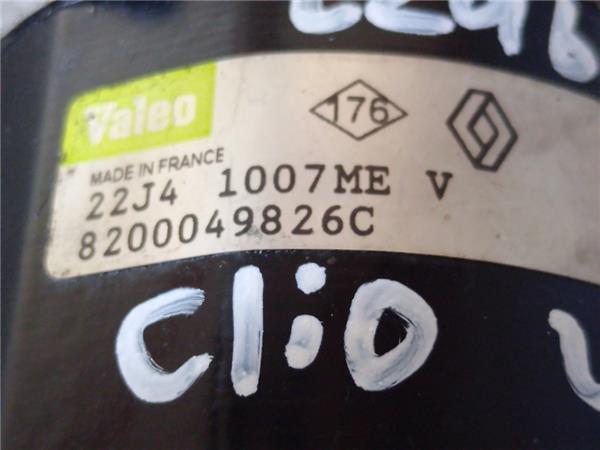 Valeo
176
MADE IN FRANCE
22J4 1007ME V
8200049826C
Clio